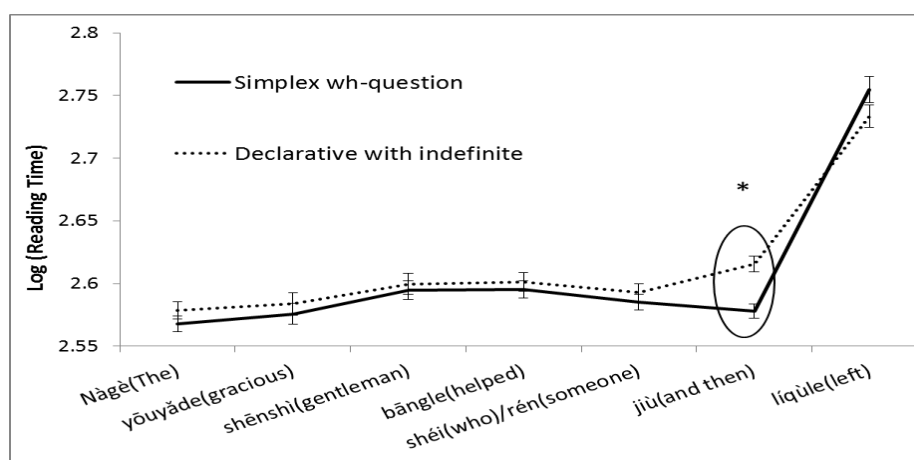 2.8
2.75
2.7
2.65
2.6
2.55
Log (Reading Time)
Simplex wh-question
Declarative with indefinite
*
Nàgè(The)
yōuyǎde(gracious)
shēnshì(gentleman)
bāngle(helped)
shéi(who)/rén(someone)
jiù(and then)
líqùle(left)